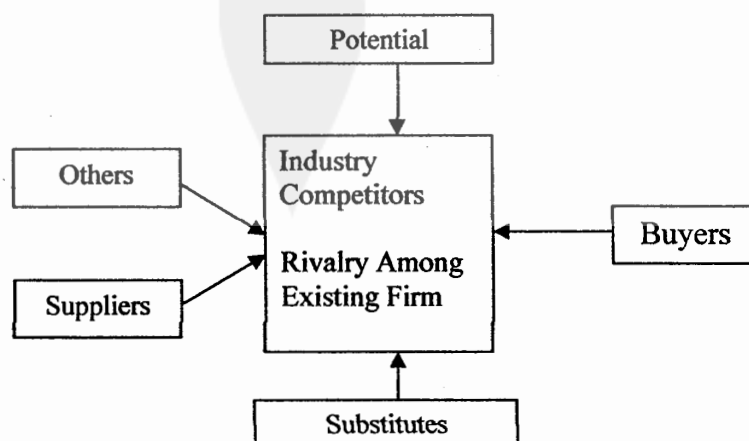 Potential
Others
Suppliers
Industry
Competitors
Rivalry Among
Existing Firm
Buyers
Substitutes